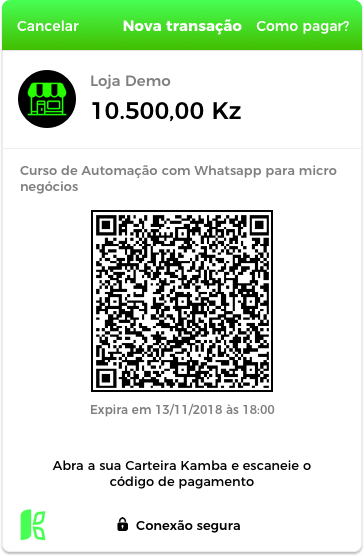 Cancelar Nova transação Como pagar?
Loja Demo
10.500,00 Kz
Curso de Automação com Whatsapp para micro
negócios
Expira em 13/11/2018 às 18:00
Abra a sua Carteira Kamba e escaneie o
código de pagamento
Conexão segura